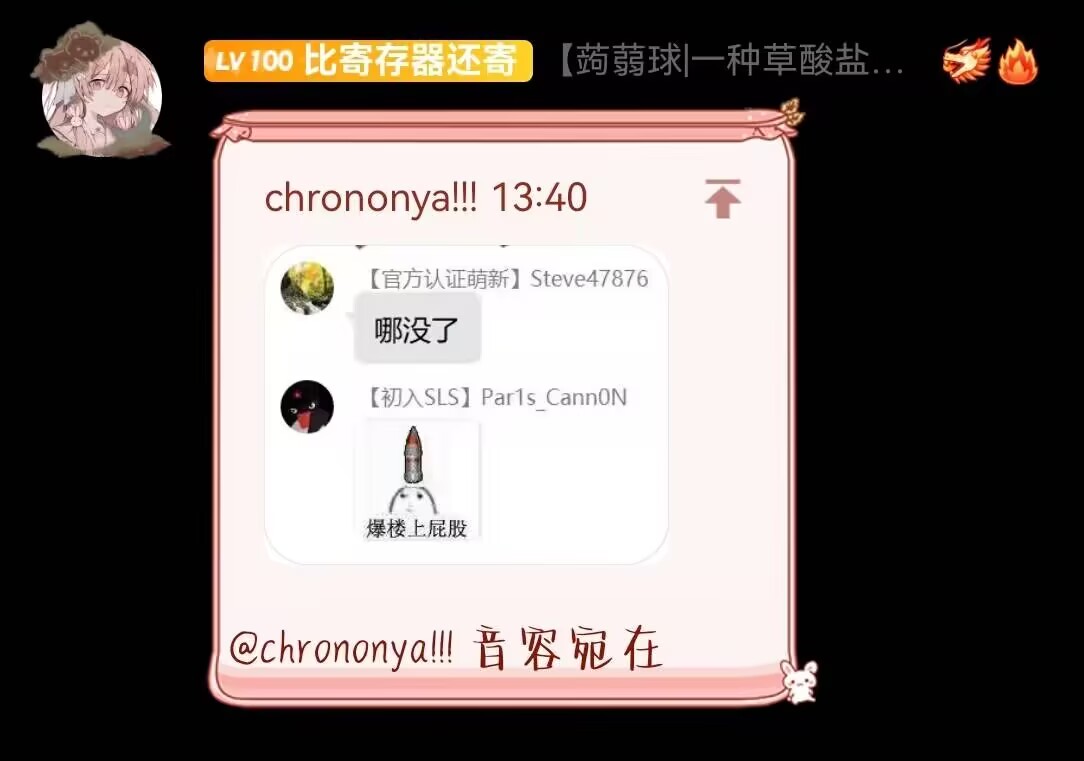 LV100 比寄存器还寄 【蒟蒻球|一种草酸盐...
chrononya!!! 13:40
【官方认证萌新】Steve47876
哪没了
【初入SLS】Par1s_Cann0N
爆楼上屁股
@chrononya!!! 音容宛在